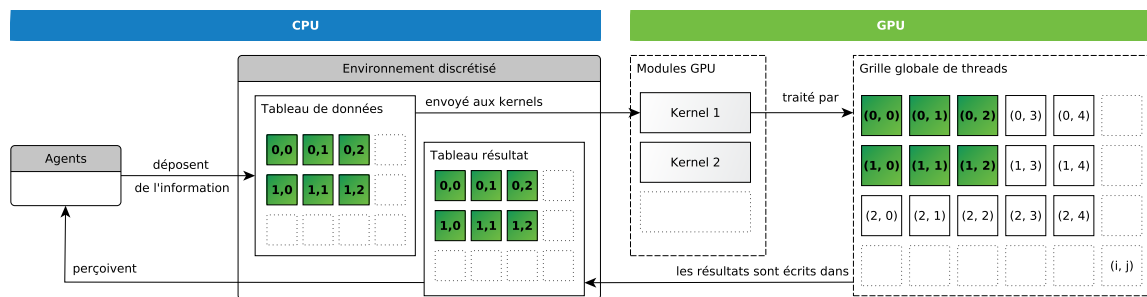 CPU
GPU
Environnement discrétisé
Modules GPU
Grille globale de threads
Tableau de données
envoyé aux kernels
Kernel 1
traité par
(0, 0) (0, 1) (0, 2) (0, 3) (0, 4)
0,0 0,1 0,2
Tableau résultat
Agents
déposent
de l'information
Kernel 2
(1, 0) (1, 1) (1, 2) (1, 3) (1, 4)
1,0 1,1 1,2
0,0 0,1 0,2
1,0 1,1 1,2
(2, 0) (2, 1) (2, 2) (2, 3) (2, 4)
perçoivent
les résultats sont écrits dans
(i, j)